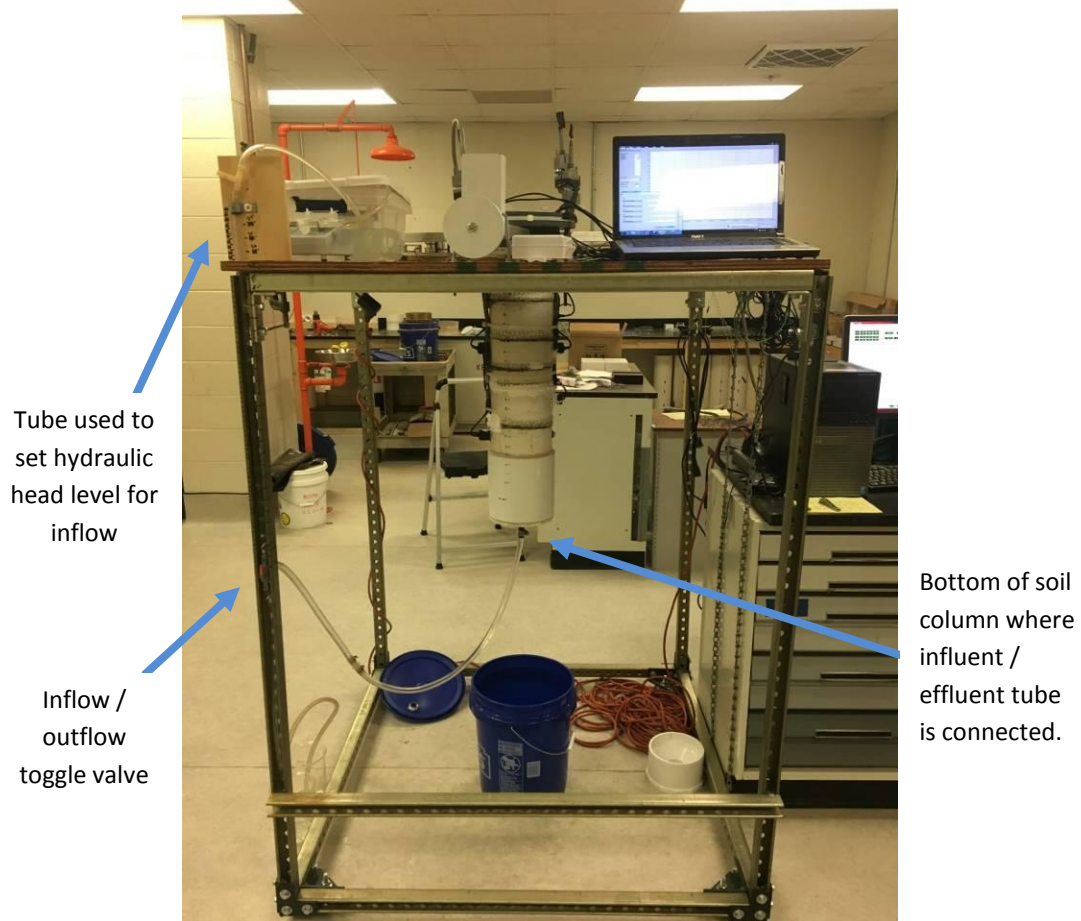 Tube used to
set hydraulic
head level for
inflow
Inflow /
outflow
toggle valve
Bottom of soil
column where
influent /
effluent tube
is connected.